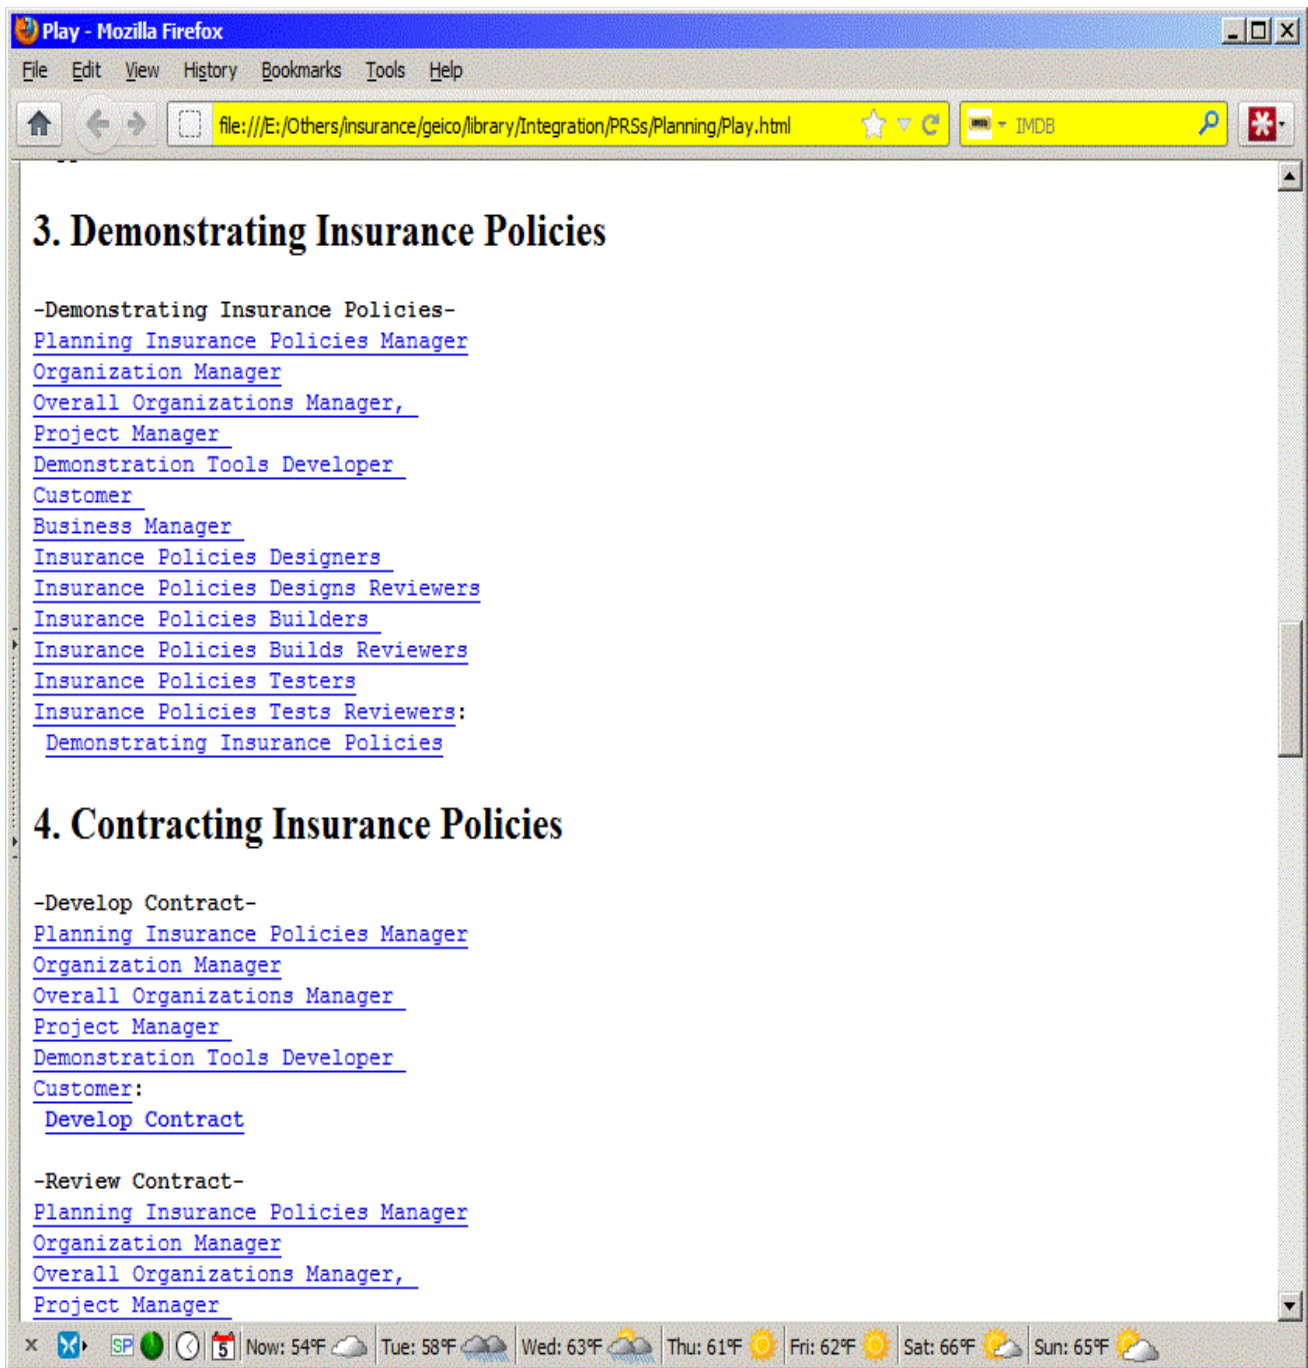 Play - Mozilla Firefox
File Edit View History Bookmarks Tools Help
file:///E:/Others/insurance/geico/library/Integration/PRSs/Planning/Play.html IMDB
3. Demonstrating Insurance Policies
-Demonstrating Insurance Policies-
Planning Insurance Policies Manager
Organization Manager
Overall Organizations Manager,
Project Manager
Demonstration Tools Developer
Customer
Business Manager
Insurance Policies Designers
Insurance Policies Designs Reviewers
Insurance Policies Builders
Insurance Policies Builds Reviewers
Insurance Policies Testers
Insurance Policies Tests Reviewers:
Demonstrating Insurance Policies
4. Contracting Insurance Policies
-Develop Contract-
Planning Insurance Policies Manager
Organization Manager
Overall Organizations Manager
Project Manager
Demonstration Tools Developer
Customer:
Develop Contract
-Review Contract-
Planning Insurance Policies Manager
Organization Manager
Overall Organizations Manager,
Project Manager
SP 5 Now: 54°F Tue: 58°F Wed: 63°F Thu: 61°F Fri: 62°F Sat: 66°F Sun: 65°F